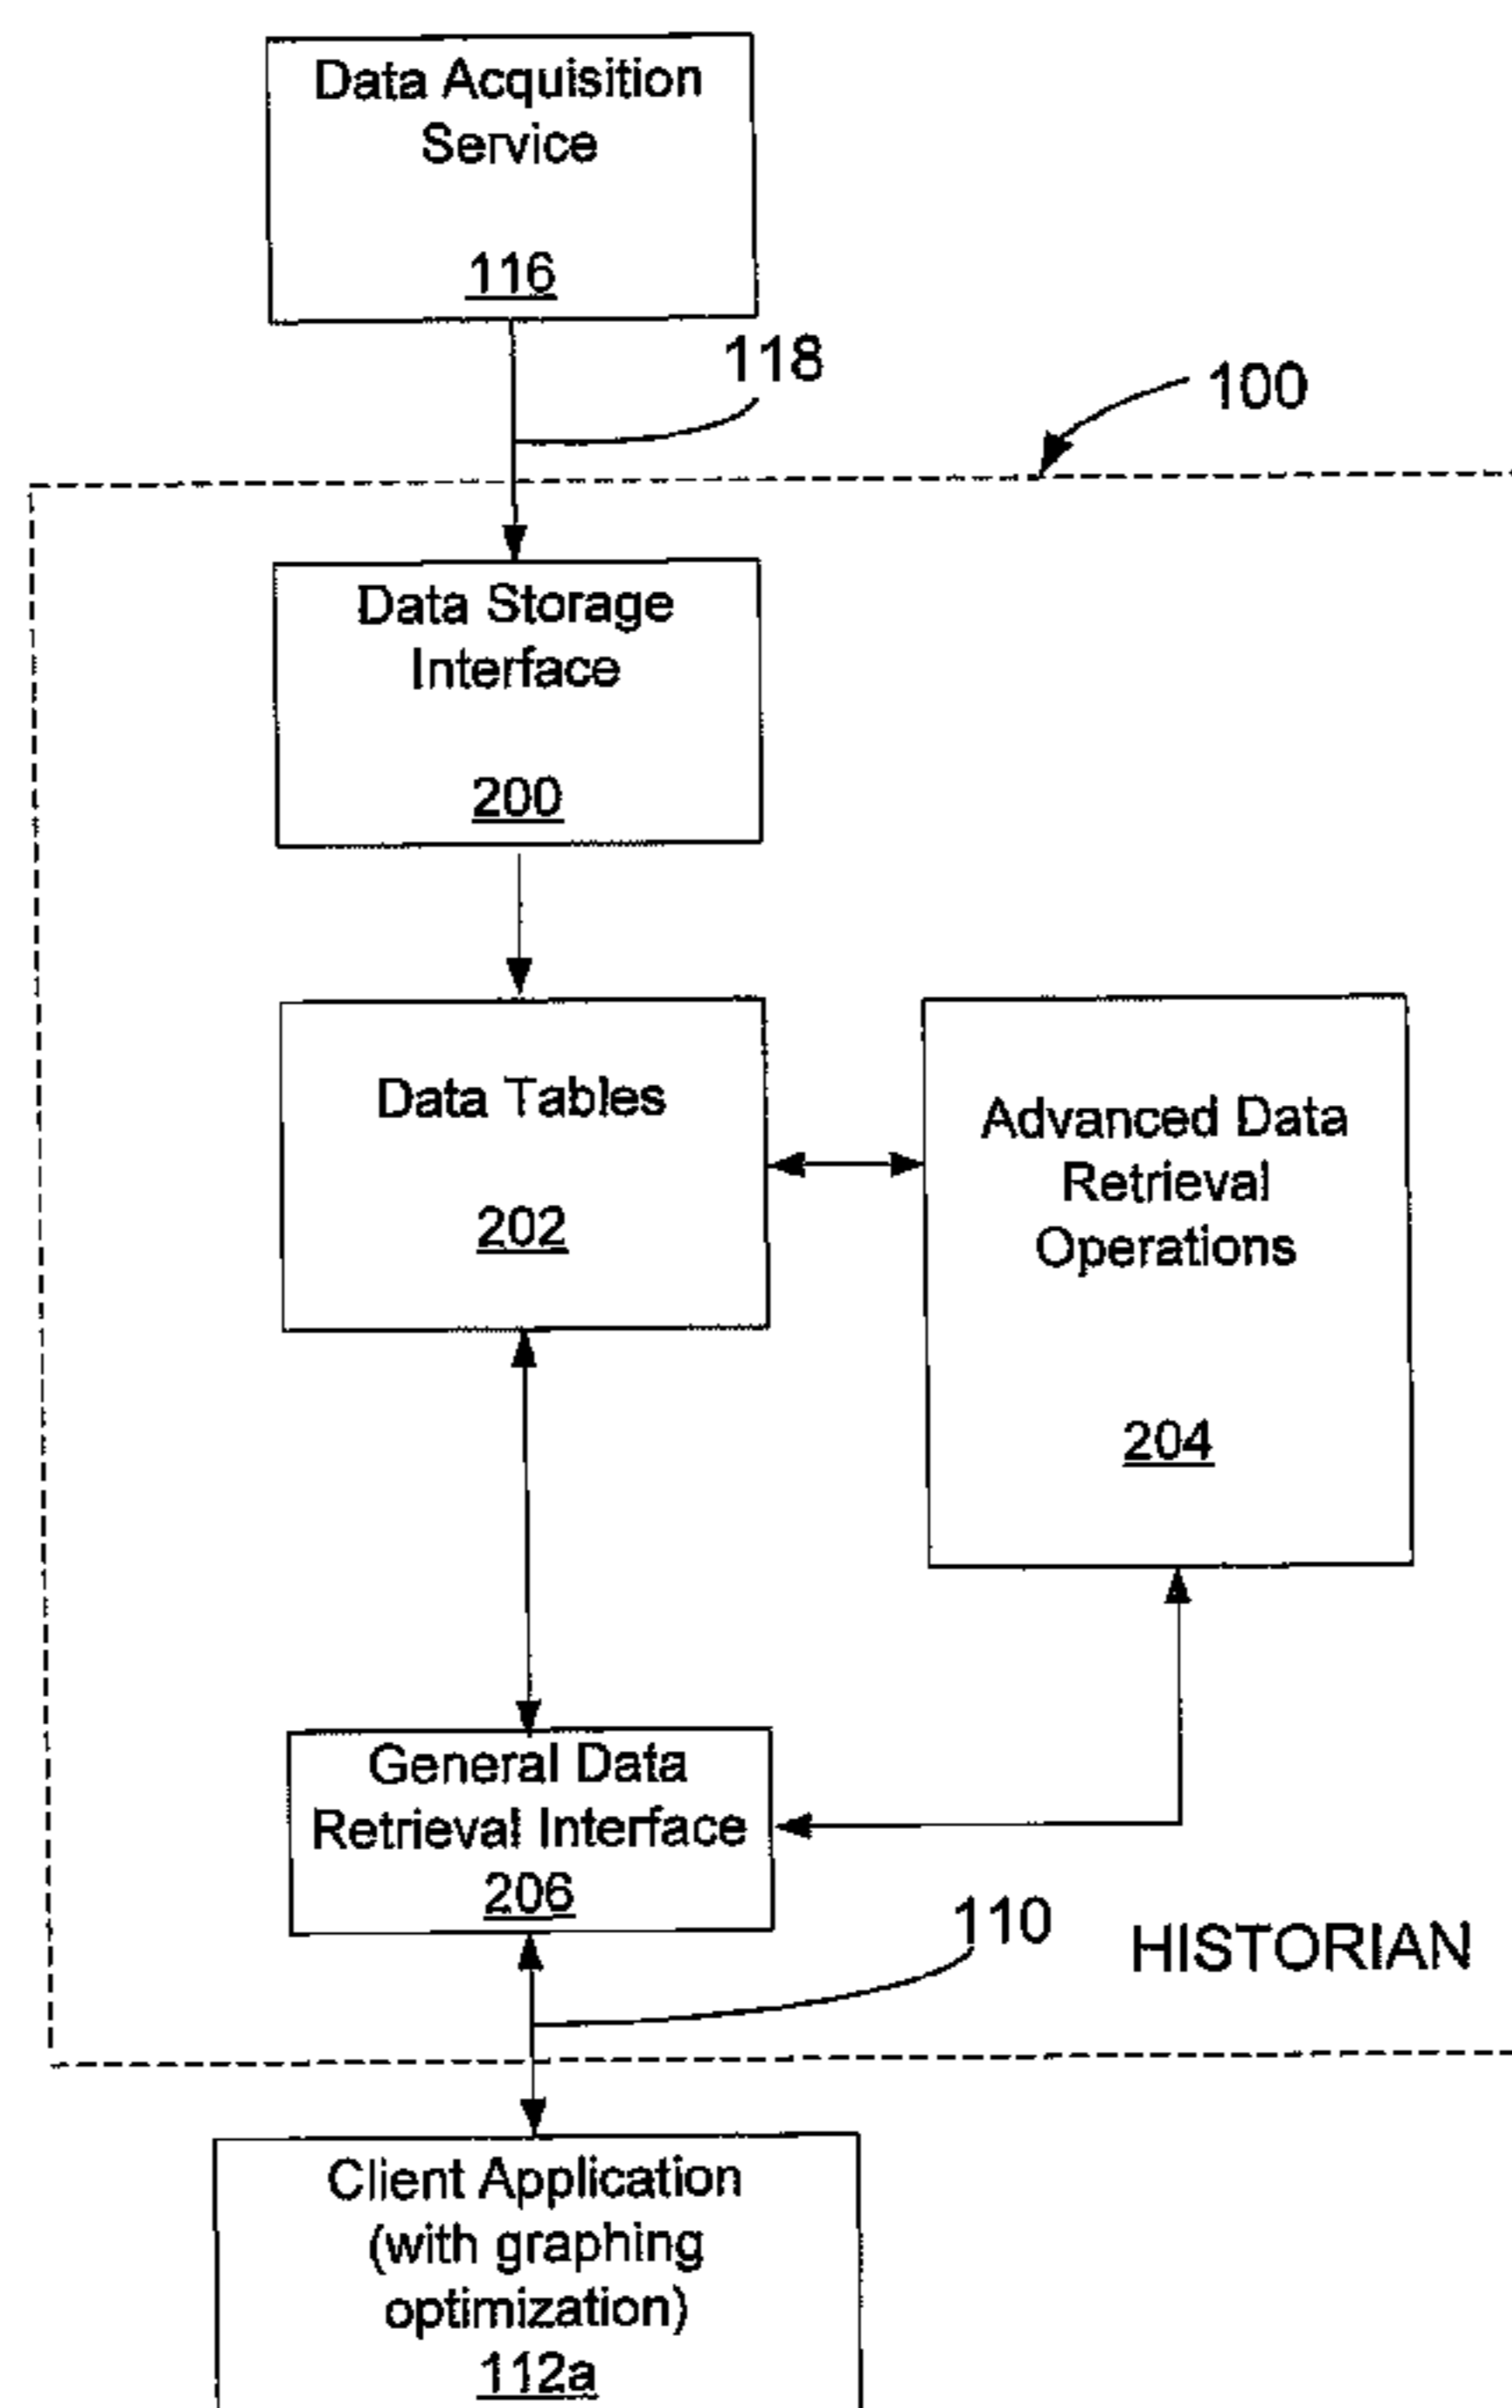 Data Acquisition
Service
116
118
100
Data Storage
Interface
200
Data Tables
202
Advanced Data
Retrieval
Operations
204
General Data
Retrieval Interface
206
110
HISTORIAN
Client Application
(with graphing
optimization)
112a